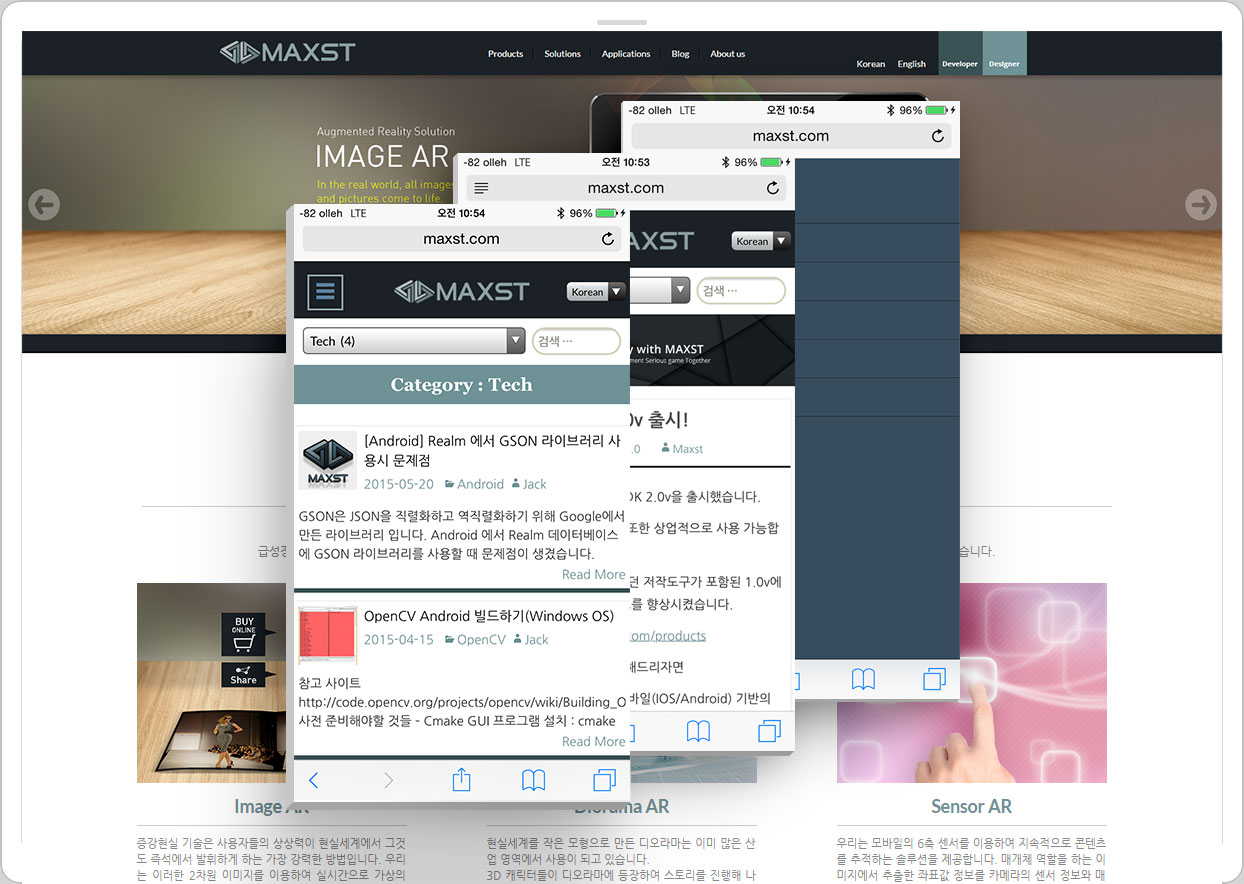 MAXST
Products
Solutions
Applications
Blog
About us
Korean
English
Developer
Designer
Augmented Reality Solution
IMAGE AR
In the real world, all images
and pictures come to life.
-82 olleh LTE
오전 10:54
96%
maxst.com
-82 olleh LTE
오전 10:53
96%
maxst.com
AXST
Korean
검색 ...
y with MAXST
ment Serious game Together
0v 출시!
.0
Maxst
DK 2.0v을 출시했습니다.
또한 상업적으로 사용 가능합
던 저작도구가 포함된 1.0v에
를 향상시켰습니다.
com/products
해드리자면
바일(IOS/Android) 기반의
-82 olleh LTE
오전 10:54
96%
maxst.com
MAXST
Korean
Tech (4)
검색 ...
Category : Tech
MAXST
[Android] Realm 에서 GSON 라이브러리 사
용시 문제점
2015-05-20 Android Jack
GSON은 JSON을 직렬화하고 역직렬화하기 위해 Google에서
만든 라이브러리 입니다. Android 에서 Realm 데이터베이스
에 GSON 라이브러리를 사용할 때 문제점이 생겼습니다.
Read More
OpenCV Android 빌드하기(Windows OS)
2015-04-15 OpenCV Jack
참고 사이트
http://code.opencv.org/projects/opencv/wiki/Building_O
사전 준비해야할 것들 - Cmake GUI 프로그램 설치 : cmake
Read More
급성장
습니다.
BUY
ONLINE
Share
Image AR
증강현실 기술은 사용자들의 상상력이 현실세계에서 그것
도 즉석에서 발휘하게 하는 가장 강력한 방법입니다. 우리
는 이러한 2차원 이미지를 이용하여 실시간으로 가상의
Diorama AR
현실세계를 작은 모형으로 만든 디오라마는 이미 많은 산
업 영역에서 사용이 되고 있습니다.
3D 캐릭터들이 디오라마에 등장하여 스토리를 진행해 나
Sensor AR
우리는 모바일의 6축 센서를 이용하여 지속적으로 콘텐츠
를 추적하는 솔루션을 제공합니다. 매개체 역할을 하는 이
미지에서 추출한 좌표값 정보를 카메라의 센서 정보와 매